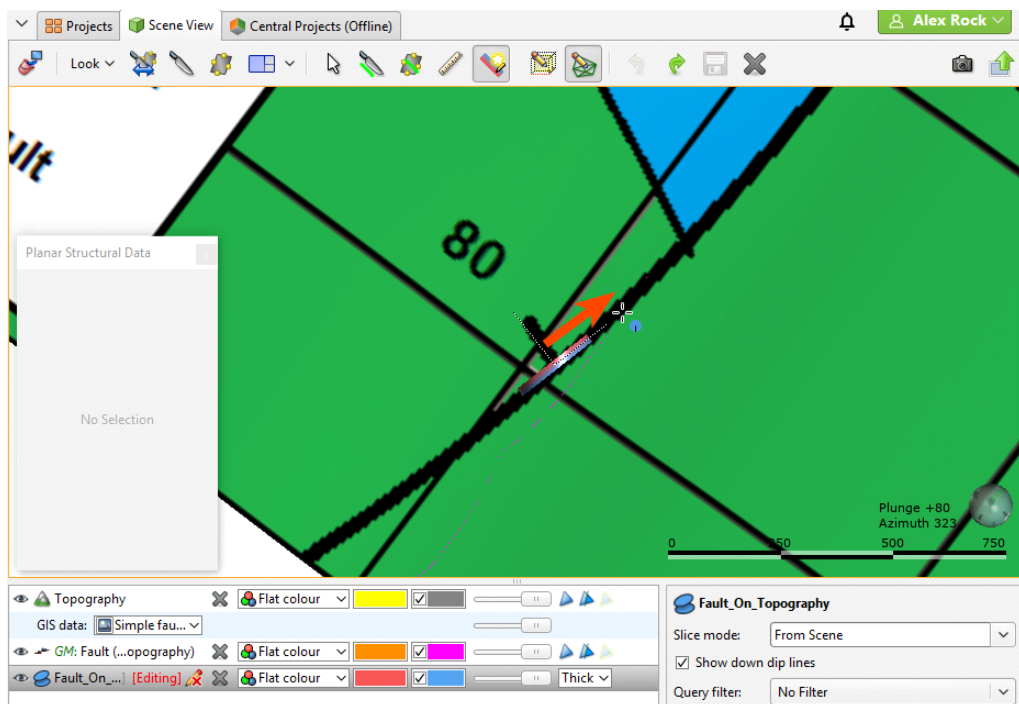 Projects
Scene View
Central Projects (Offline)
Alex Rock
Look
ult
80
Planar Structural Data
No Selection
Plunge +80
Azimuth 323
0 250 500 750
Topography
Flat colour
GIS data:
Simple fau...
GM: Fault (...opography)
Flat colour
Fault_On_...
[Editing]
Flat colour
Thick
Fault_On_Topography
Slice mode:
From Scene
Show down dip lines
Query filter:
No Filter